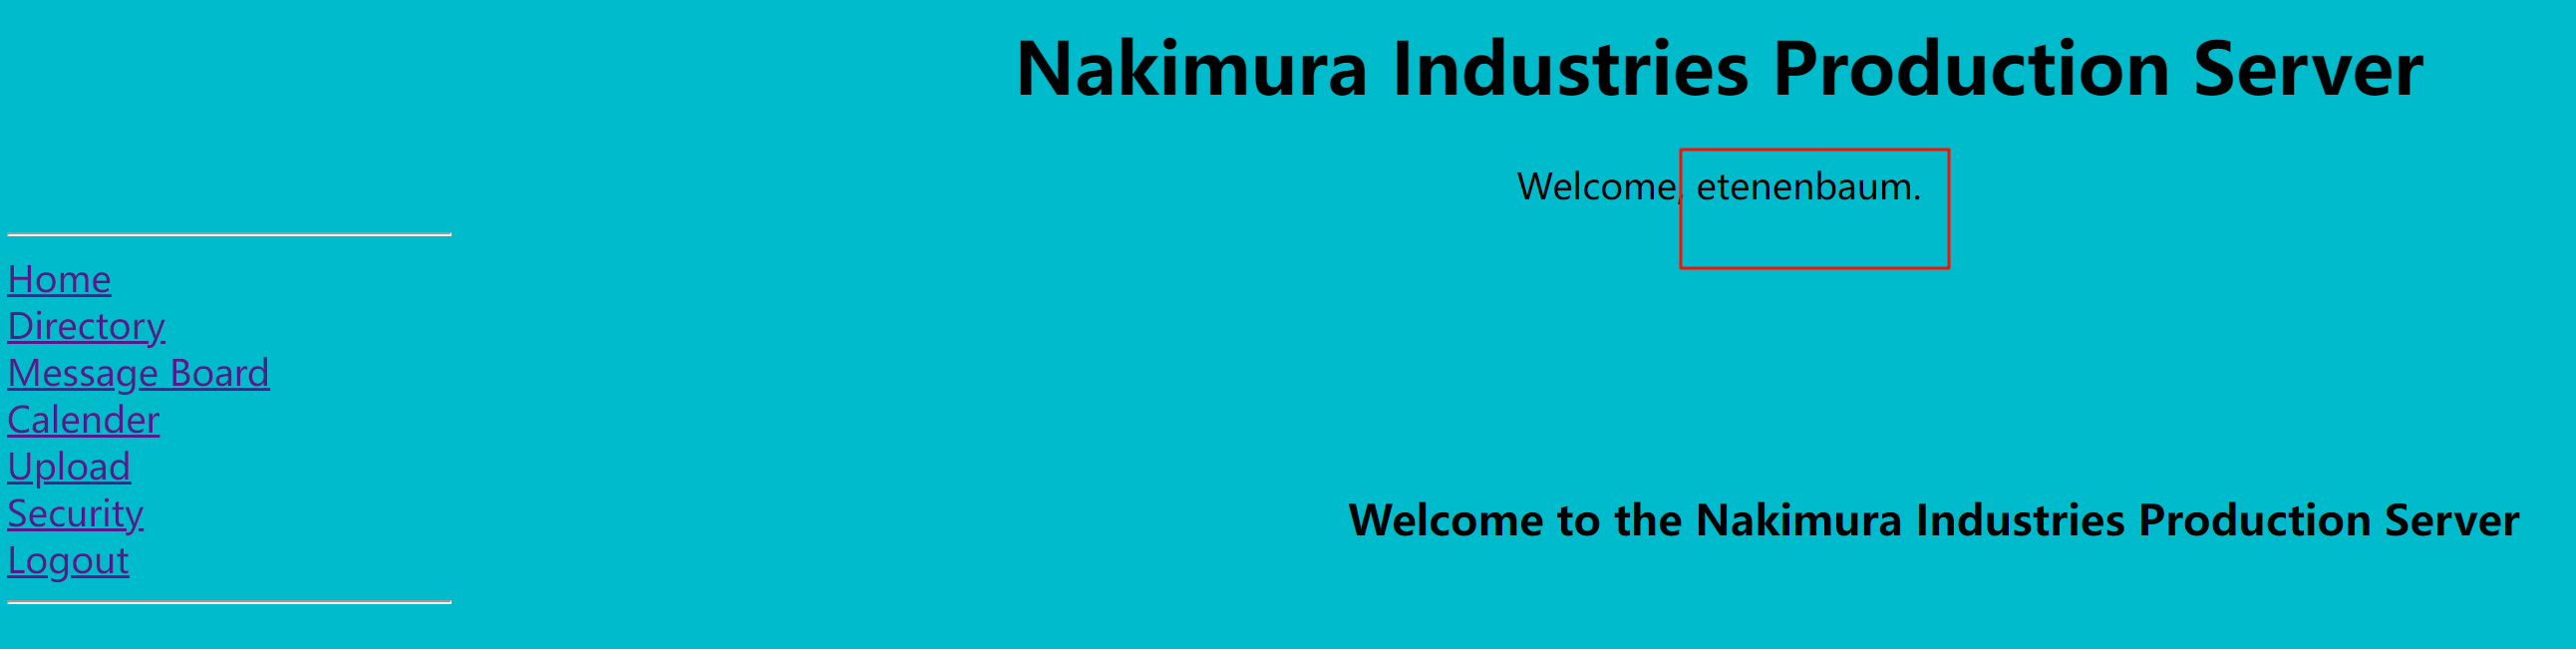 Nakimura Industries Production Server
Welcome, etenenbaum.
Home
Directory
Message Board
Calender
Upload
Security
Logout
Welcome to the Nakimura Industries Production Server